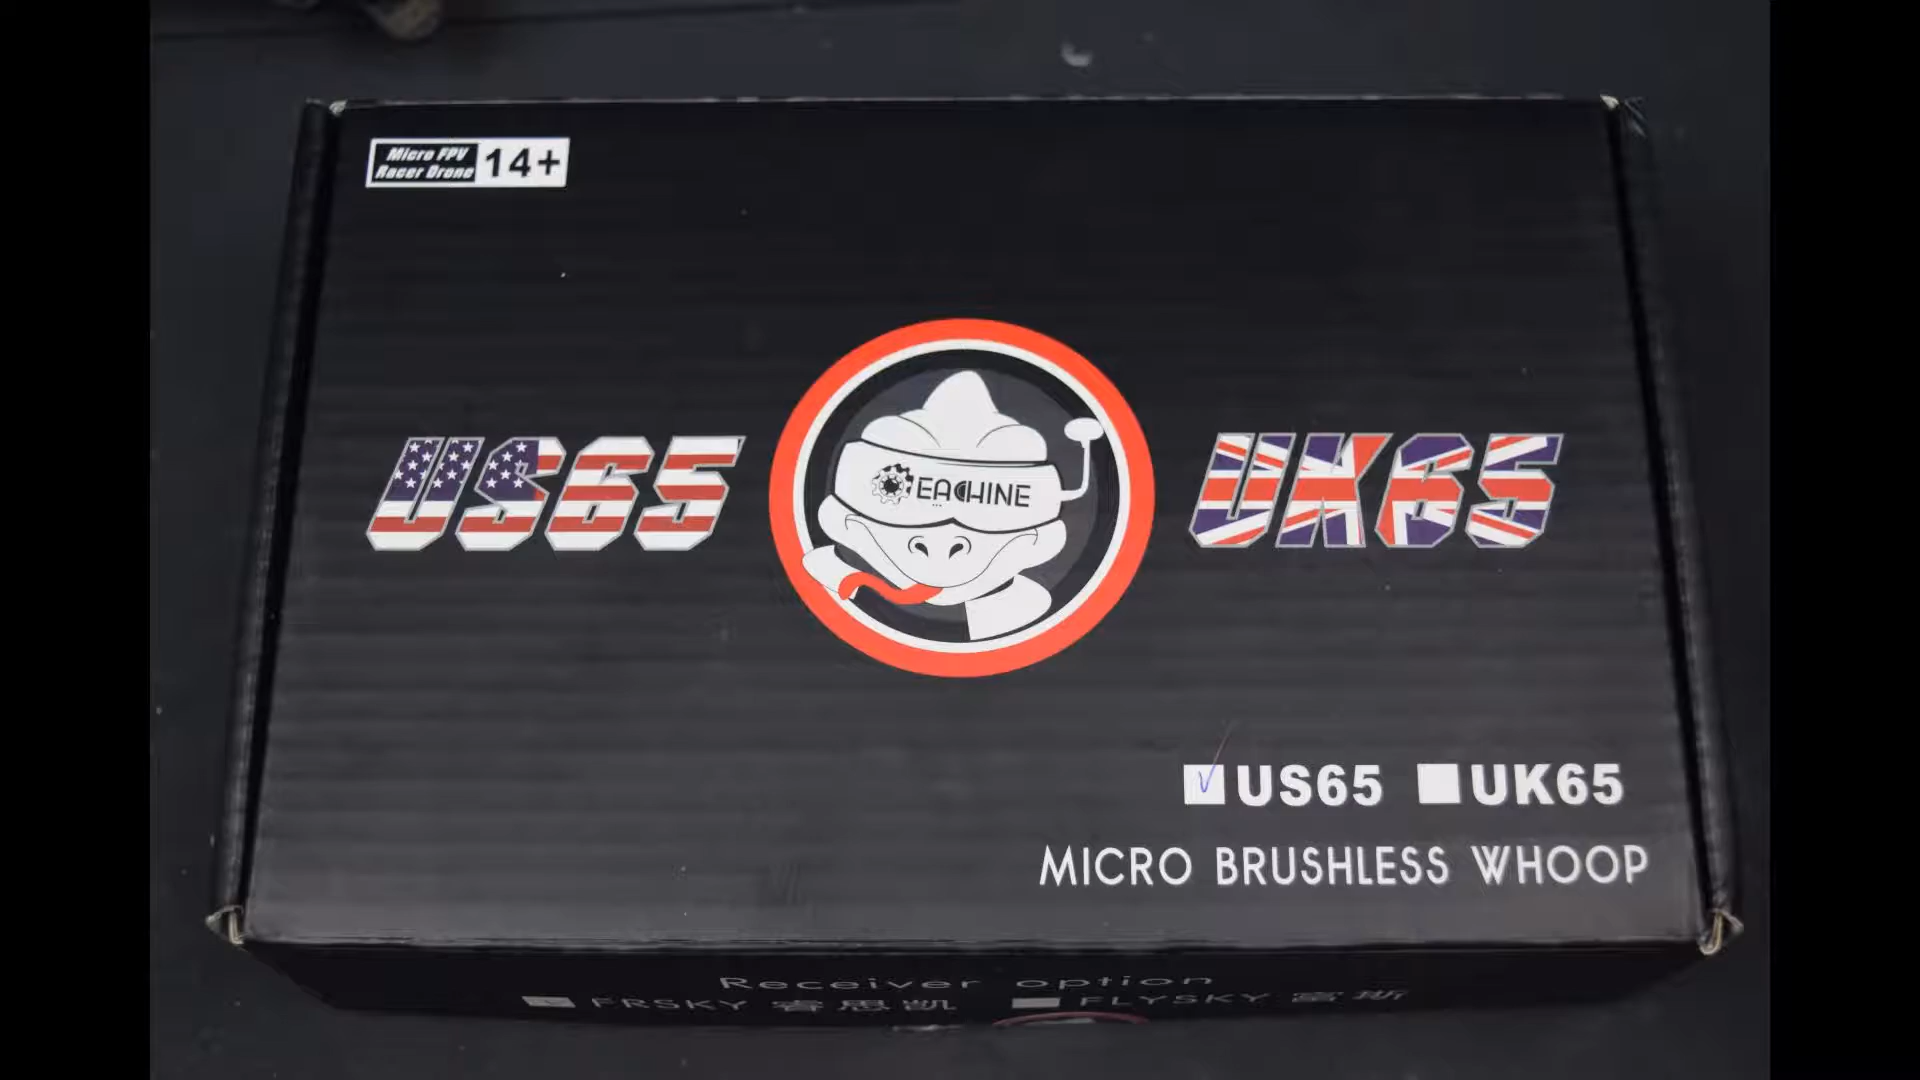 Micro FPV
Racer Drone
14+
US65
EACHINE
UK65
US65 UK65
MICRO BRUSHLESS WHOOP
Receiver option
FRSKY 睿思凯 FLYSKY 富斯